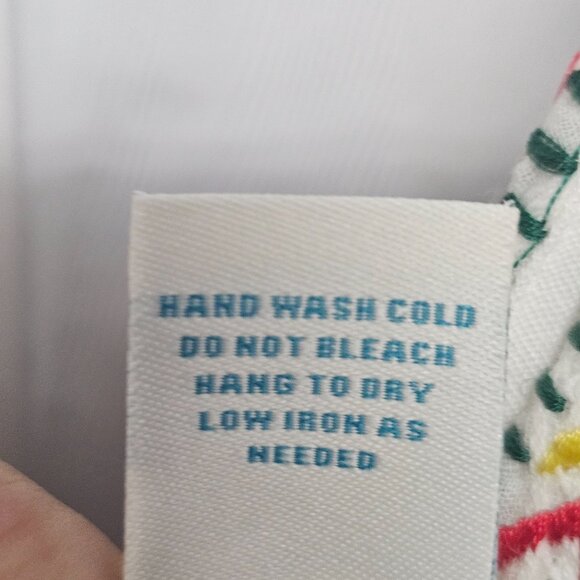 HAND WASH COLD
DO NOT BLEACH
HANG TO DRY
LOW IRON AS
NEEDED